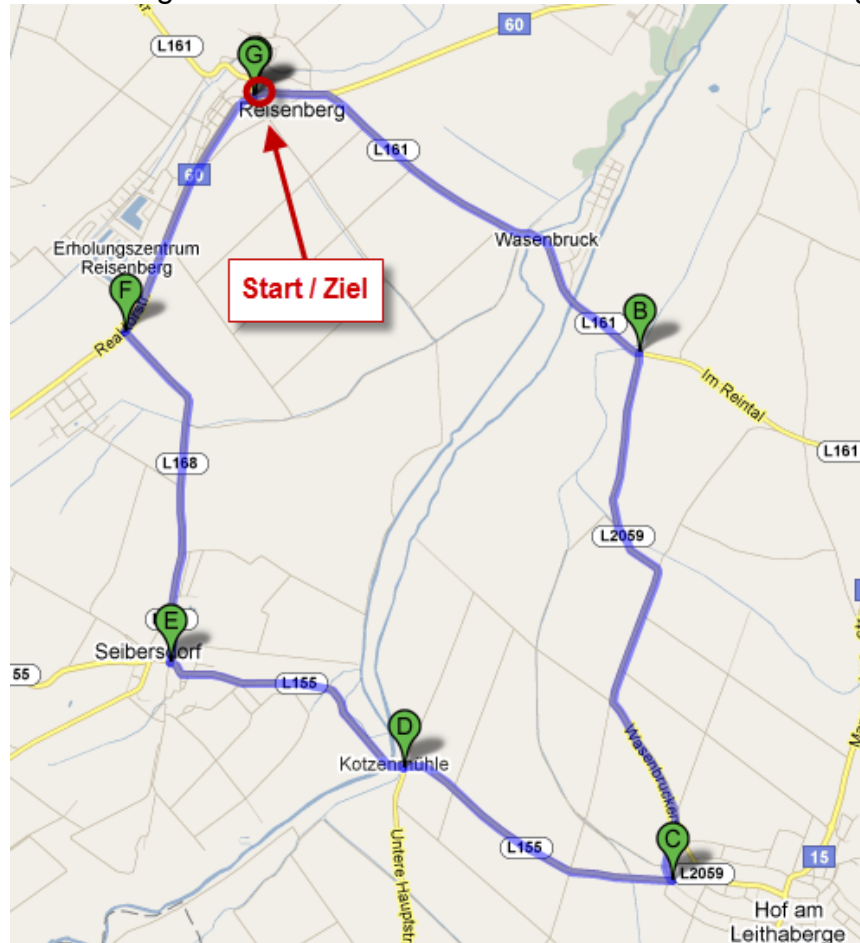 L161
60
G
Reisenberg
L161
60
Wasenbruck
Erholungszentrum
Reisenberg
Start / Ziel
F
B
L161
Im Reintal
L161
L168
L2059
E
Seibersdorf
55
L155
D
Kotzenmühle
Wasenbrucker
Untere Hauptstr
L155
C
L2059
15
Hof am
Leithaberge